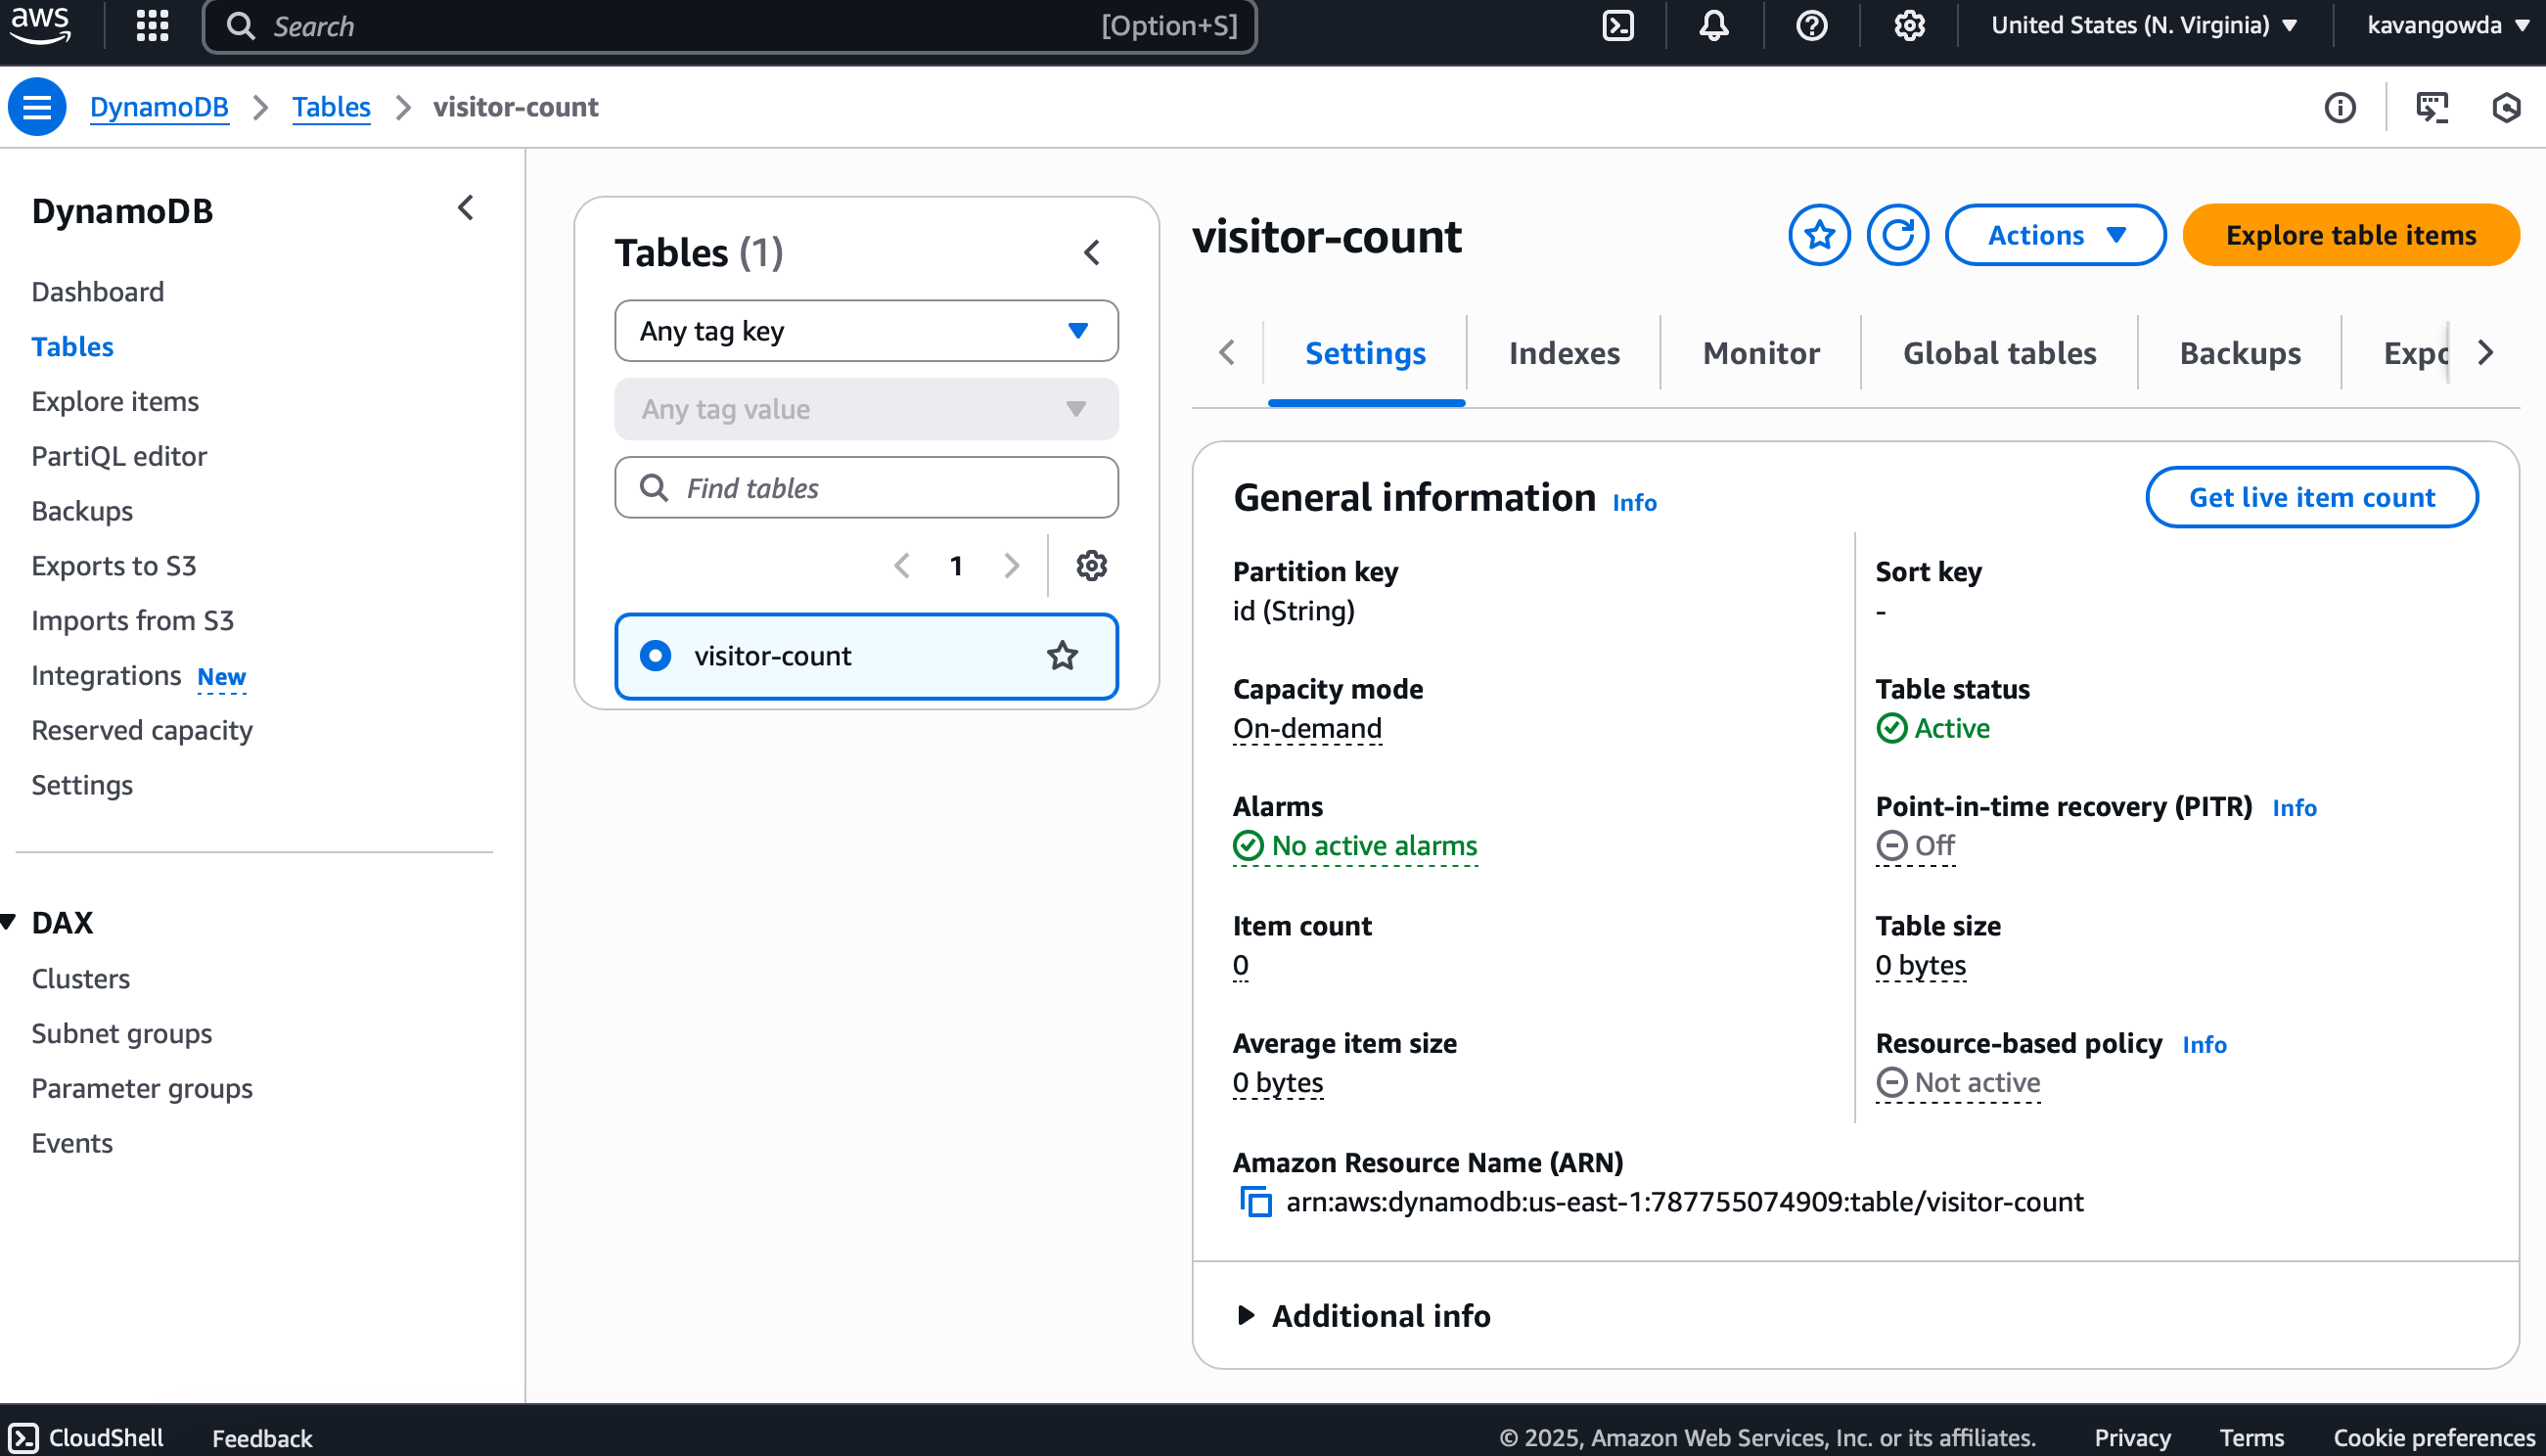 aws
Search
[Option+S]
United States (N. Virginia)
kavangowda
DynamoDB
Tables
visitor-count
DynamoDB
Dashboard
Tables
Explore items
PartiQL editor
Backups
Exports to S3
Imports from S3
Integrations New
Reserved capacity
Settings
DAX
Clusters
Subnet groups
Parameter groups
Events
Tables (1)
Any tag key
Any tag value
Find tables
1
visitor-count
visitor-count
Actions
Explore table items
Settings
Indexes
Monitor
Global tables
Backups
Expo
General information Info
Get live item count
Partition key
id (String)
Sort key
-
Capacity mode
On-demand
Table status
Active
Alarms
No active alarms
Point-in-time recovery (PITR) Info
Off
Item count
0
Table size
0 bytes
Average item size
0 bytes
Resource-based policy Info
Not active
Amazon Resource Name (ARN)
arn:aws:dynamodb:us-east-1:787755074909:table/visitor-count
Additional info
CloudShell
Feedback
© 2025, Amazon Web Services, Inc. or its affiliates.
Privacy
Terms
Cookie preferences